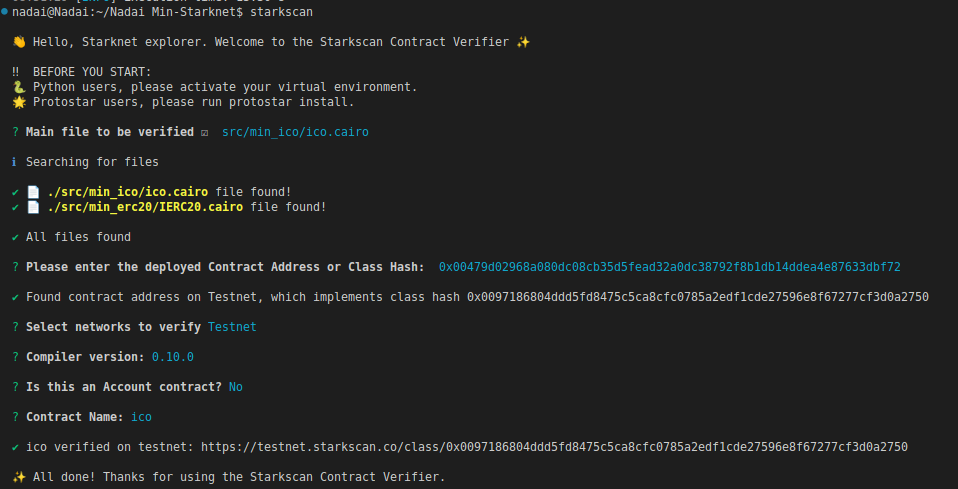 nadai@Nadai:~/Nadai Min-Starknet$ starkscan
👋 Hello, Starknet explorer. Welcome to the Starkscan Contract Verifier ✨
‼ BEFORE YOU START:
🐍 Python users, please activate your virtual environment.
🌟 Protostar users, please run protostar install.
? Main file to be verified ☑ src/min_ico/ico.cairo
ℹ Searching for files
✔ 📄 ./src/min_ico/ico.cairo file found!
✔ 📄 ./src/min_erc20/IERC20.cairo file found!
✔ All files found
? Please enter the deployed Contract Address or Class Hash: 0x00479d02968a080dc08cb35d5fead32a0dc38792f8b1db14ddea4e87633dbf72
✔ Found contract address on Testnet, which implements class hash 0x0097186804ddd5fd8475c5ca8cfc0785a2edf1cde27596e8f67277cf3d0a2750
? Select networks to verify Testnet
? Compiler version: 0.10.0
? Is this an Account contract? No
? Contract Name: ico
✔ ico verified on testnet: https://testnet.starkscan.co/class/0x0097186804ddd5fd8475c5ca8cfc0785a2edf1cde27596e8f67277cf3d0a2750
✨ All done! Thanks for using the Starkscan Contract Verifier.